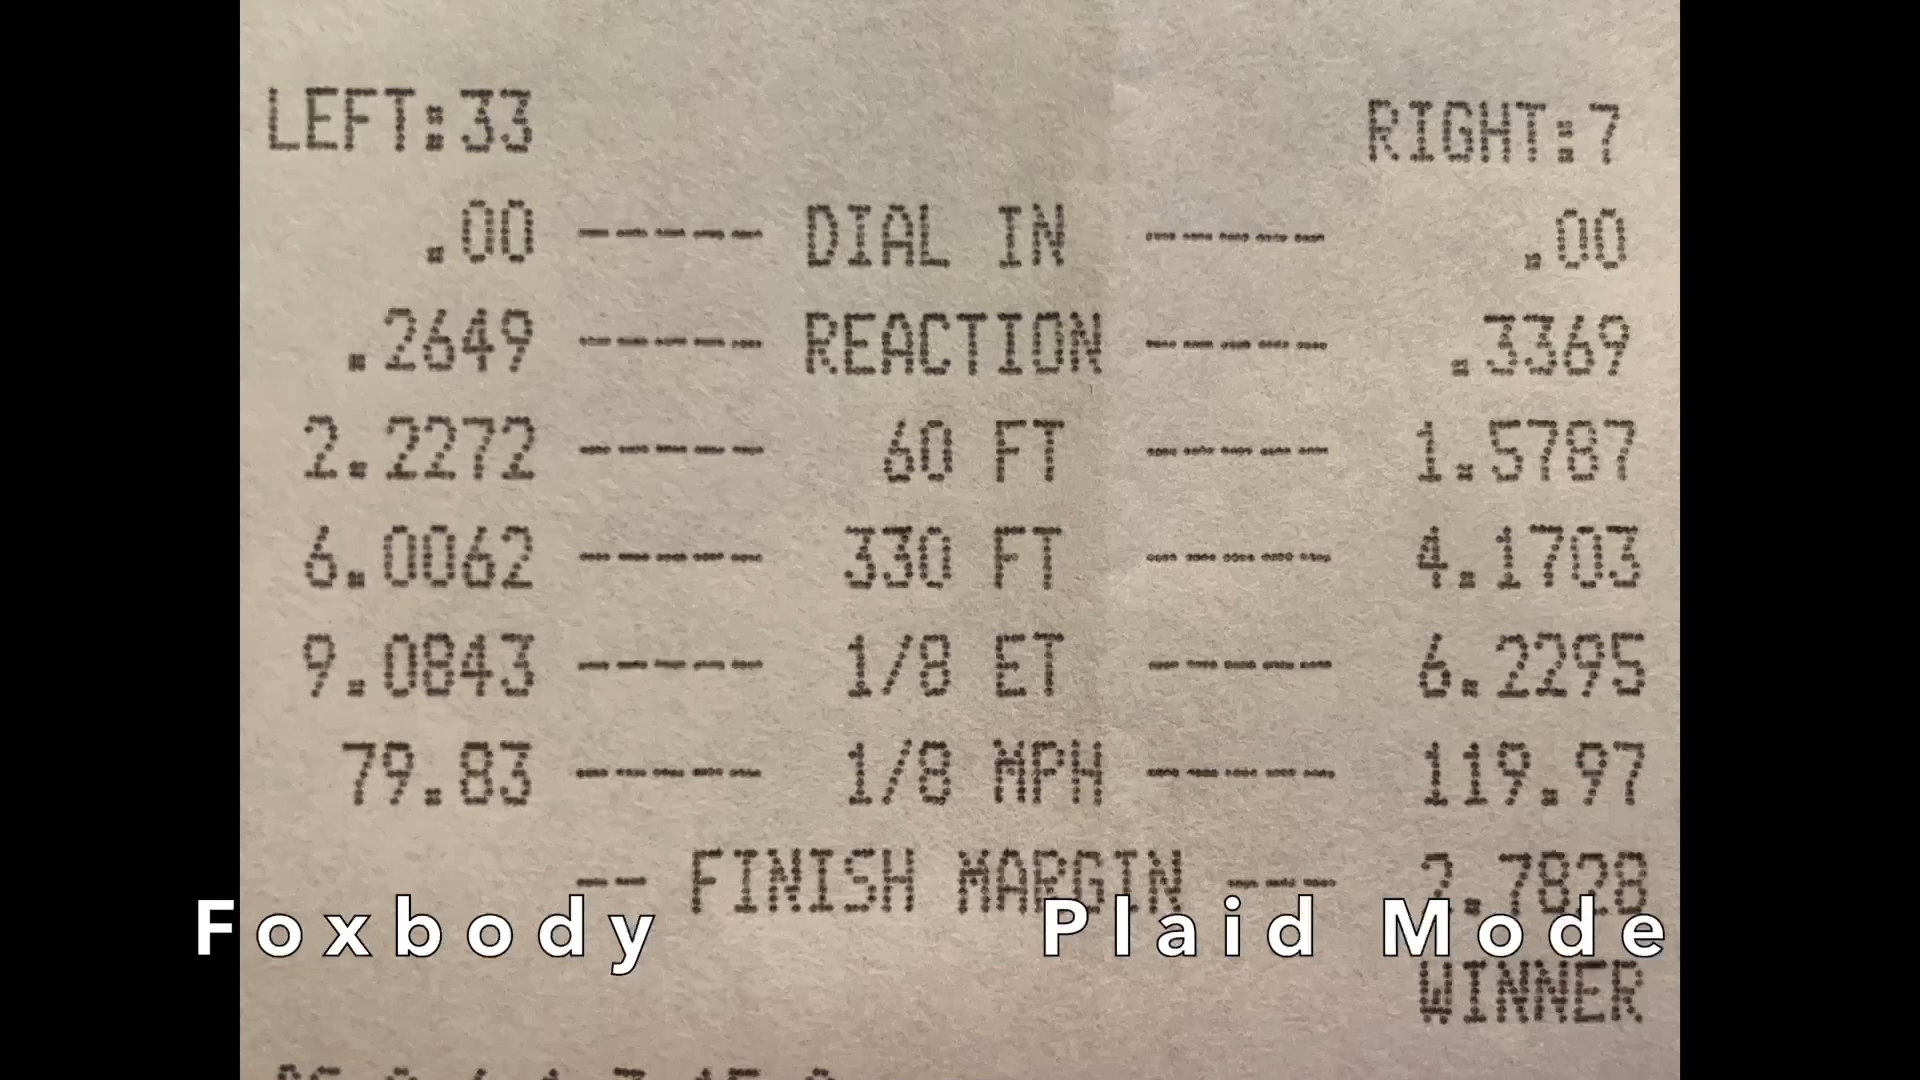 LEFT:33 RIGHT:7
.00 ----- DIAL IN ----- .00
.2649 ----- REACTION ----- .3369
2.2272 ----- 60 FT ----- 1.5787
6.0062 ----- 330 FT ----- 4.1703
9.0843 ----- 1/8 ET ----- 6.2295
79.83 ----- 1/8 MPH ----- 119.97
-- FINISH MARGIN --- 2.7828
Foxbody Plaid Mode
WINNER